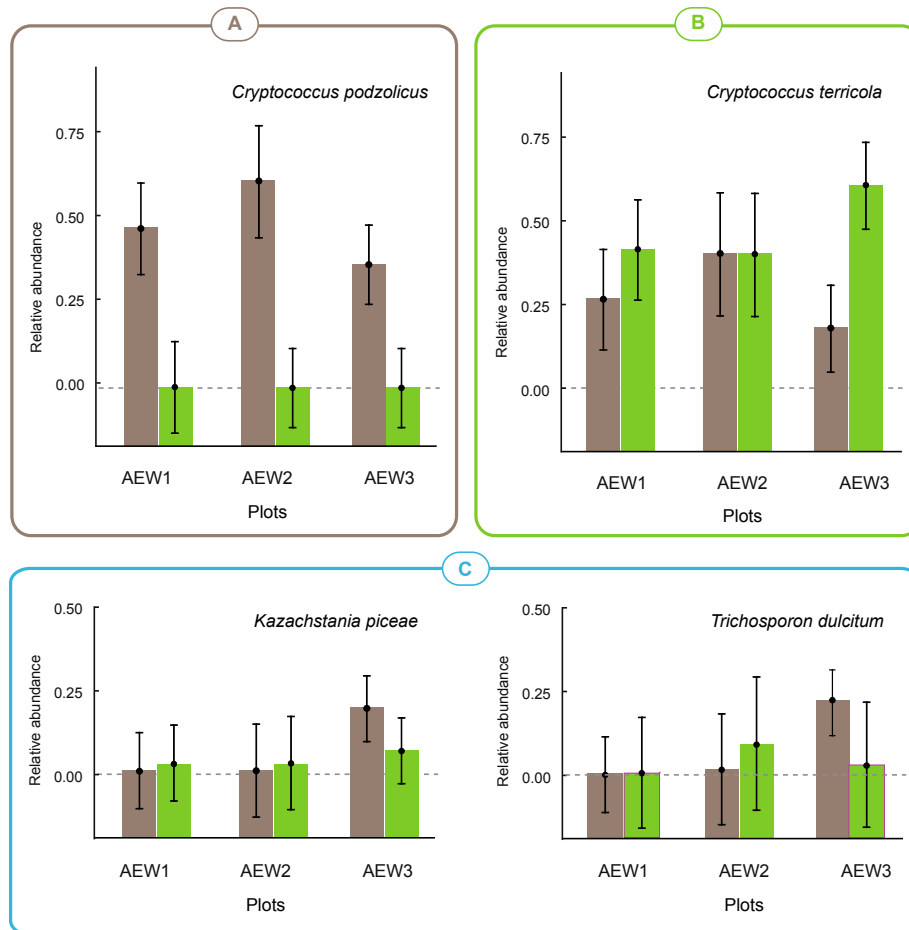 A
Cryptococcus podzolicus
Relative abundance
0.75
0.50
0.25
0.00
AEW1 AEW2 AEW3
Plots
B
Cryptococcus terricola
Relative abundance
0.75
0.50
0.25
0.00
AEW1 AEW2 AEW3
Plots
C
Kazachstania piceae
Relative abundance
0.50
0.25
0.00
AEW1 AEW2 AEW3
Plots
Trichosporon dulcitum
Relative abundance
0.50
0.25
0.00
AEW1 AEW2 AEW3
Plots